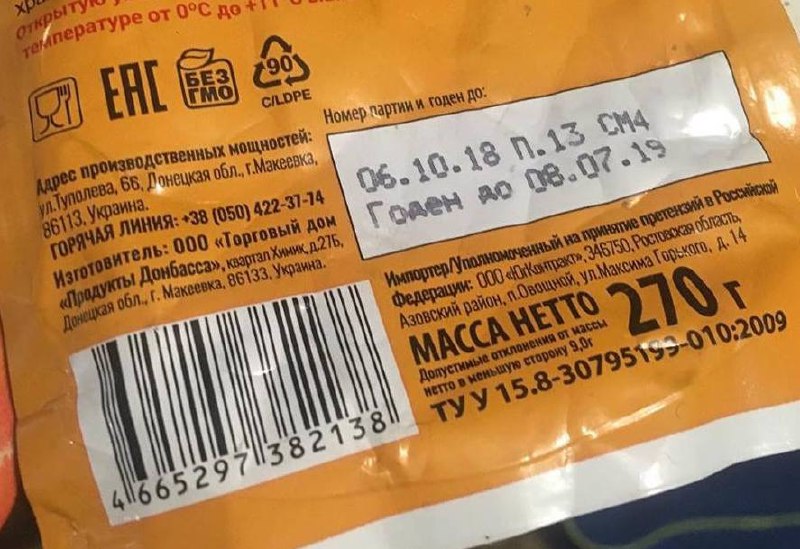 Открытую
температуре от 0°С до +11°С
ЕАС
БЕЗ
ГМО
90
C/LDPE
Номер партии и годен до:
06.10.18 П.13 СМ4
Годен до 08.07.19
Адрес производственных мощностей:
ул.Туполева, 66, Донецкая обл., г.Макеевка,
86113, Украина.
ГОРЯЧАЯ ЛИНИЯ: +38 (050) 422-37-74
Изготовитель: ООО «Торговый дом
«Продукты Донбасса», квартал Химик, д.27Б,
Донецкая обл., г. Макеевка, 86133. Украина.
Импортер/Уполномоченный на принятие претензий в Российской
Федерации: ООО «ЮгКонтракт», 346750, Ростовская область,
Азовский район, п.Овощной, ул.Максима Горького, д. 14
МАССА НЕТТО 270 г
Допустимые отклонения от массы
нетто в меньшую сторону 9,0г
ТУ У 15.8-30795199-010:2009
4 665297 382138